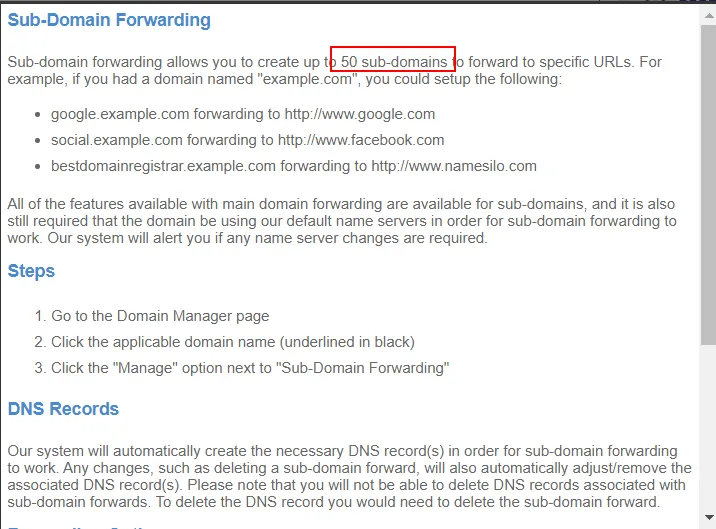 Sub-Domain Forwarding
Sub-domain forwarding allows you to create up to 50 sub-domains to forward to specific URLs. For
example, if you had a domain named "example.com", you could setup the following:
google.example.com forwarding to http://www.google.com
social.example.com forwarding to http://www.facebook.com
bestdomainregistrar.example.com forwarding to http://www.namesilo.com
All of the features available with main domain forwarding are available for sub-domains, and it is also
still required that the domain be using our default name servers in order for sub-domain forwarding to
work. Our system will alert you if any name server changes are required.
Steps
1. Go to the Domain Manager page
2. Click the applicable domain name (underlined in black)
3. Click the "Manage" option next to "Sub-Domain Forwarding"
DNS Records
Our system will automatically create the necessary DNS record(s) in order for sub-domain forwarding
to work. Any changes, such as deleting a sub-domain forward, will also automatically adjust/remove the
associated DNS record(s). Please note that you will not be able to delete DNS records associated with
sub-domain forwards. To delete the DNS record you would need to delete the sub-domain forward.